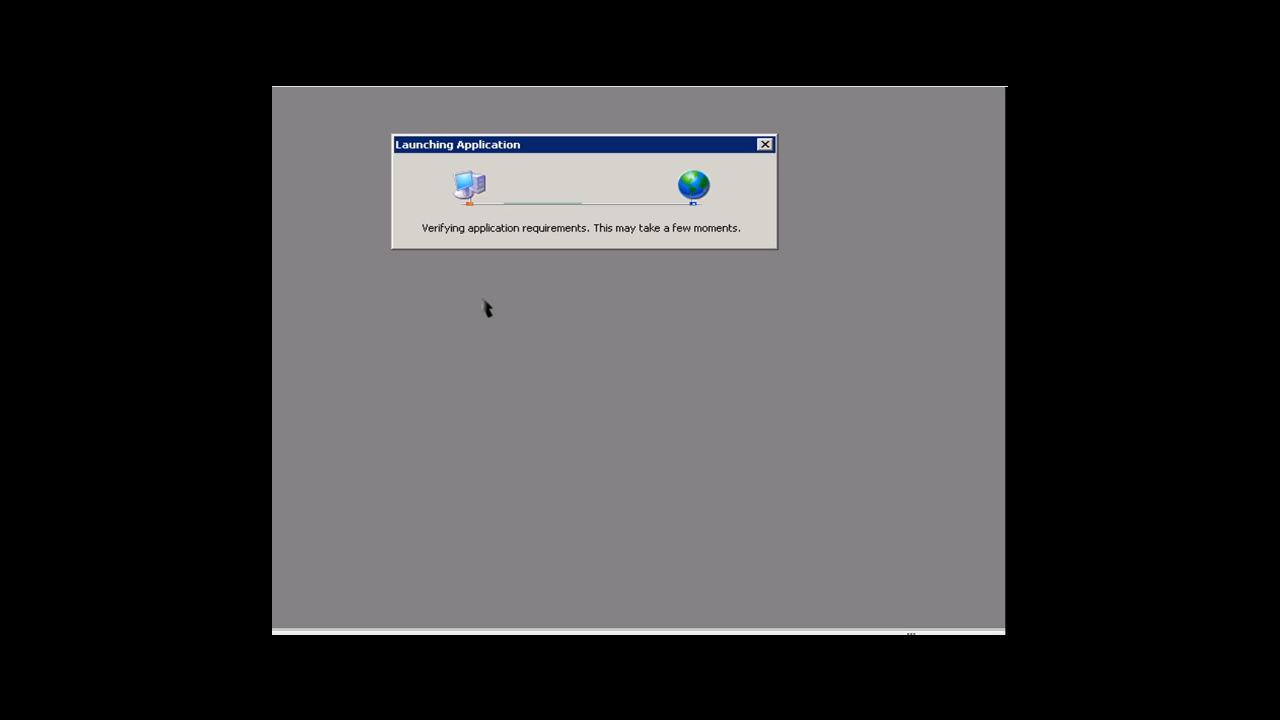 Launching Application
Verifying application requirements. This may take a few moments.